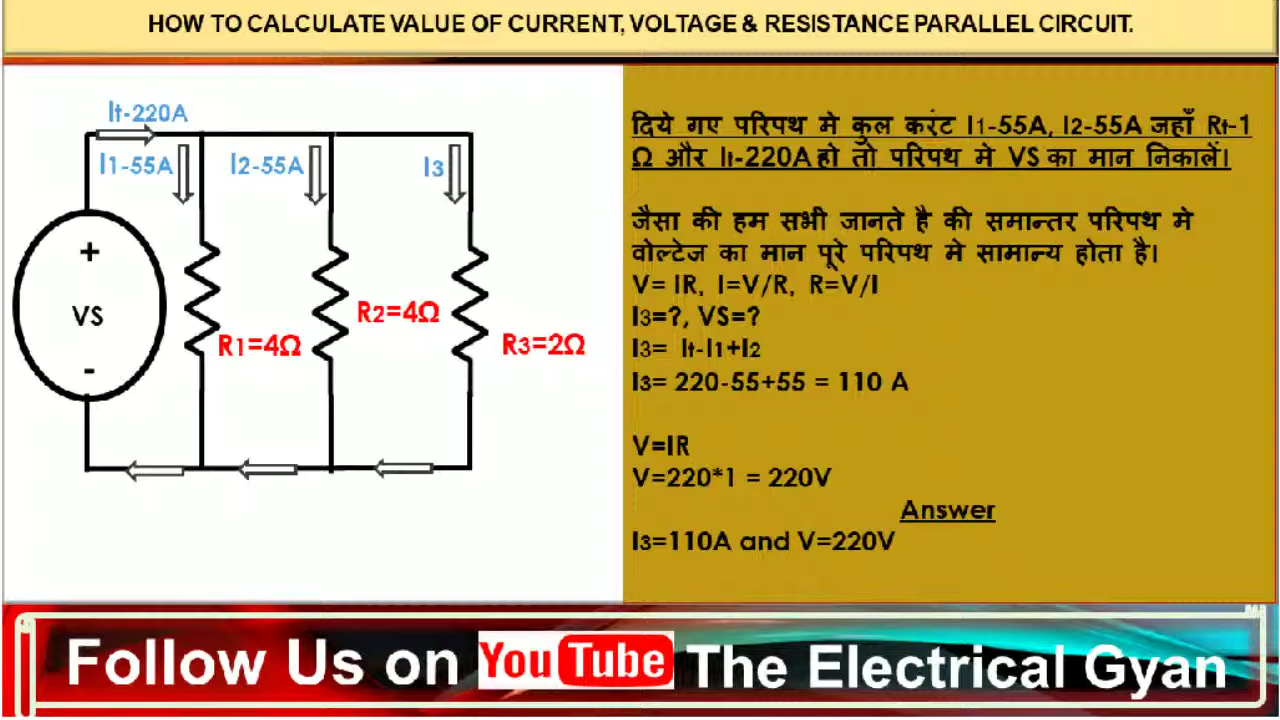 HOW TO CALCULATE VALUE OF CURRENT, VOLTAGE & RESISTANCE PARALLEL CIRCUIT.
It-220A
I1-55A
I2-55A
I3
+
VS
-
R1=4Ω
R2=4Ω
R3=2Ω
दिये गए परिपथ मे कुल करंट I1-55A, I2-55A जहाँ Rt-1
Ω और It-220A हो तो परिपथ मे VS का मान निकालें।
जैसा की हम सभी जानते है की समान्तर परिपथ मे
वोल्टेज का मान पूरे परिपथ मे सामान्य होता है।
V= IR, I=V/R, R=V/I
I3=?, VS=?
I3= It-I1+I2
I3= 220-55+55 = 110 A
V=IR
V=220*1 = 220V
Answer
I3=110A and V=220V
Follow Us on YouTube The Electrical Gyan